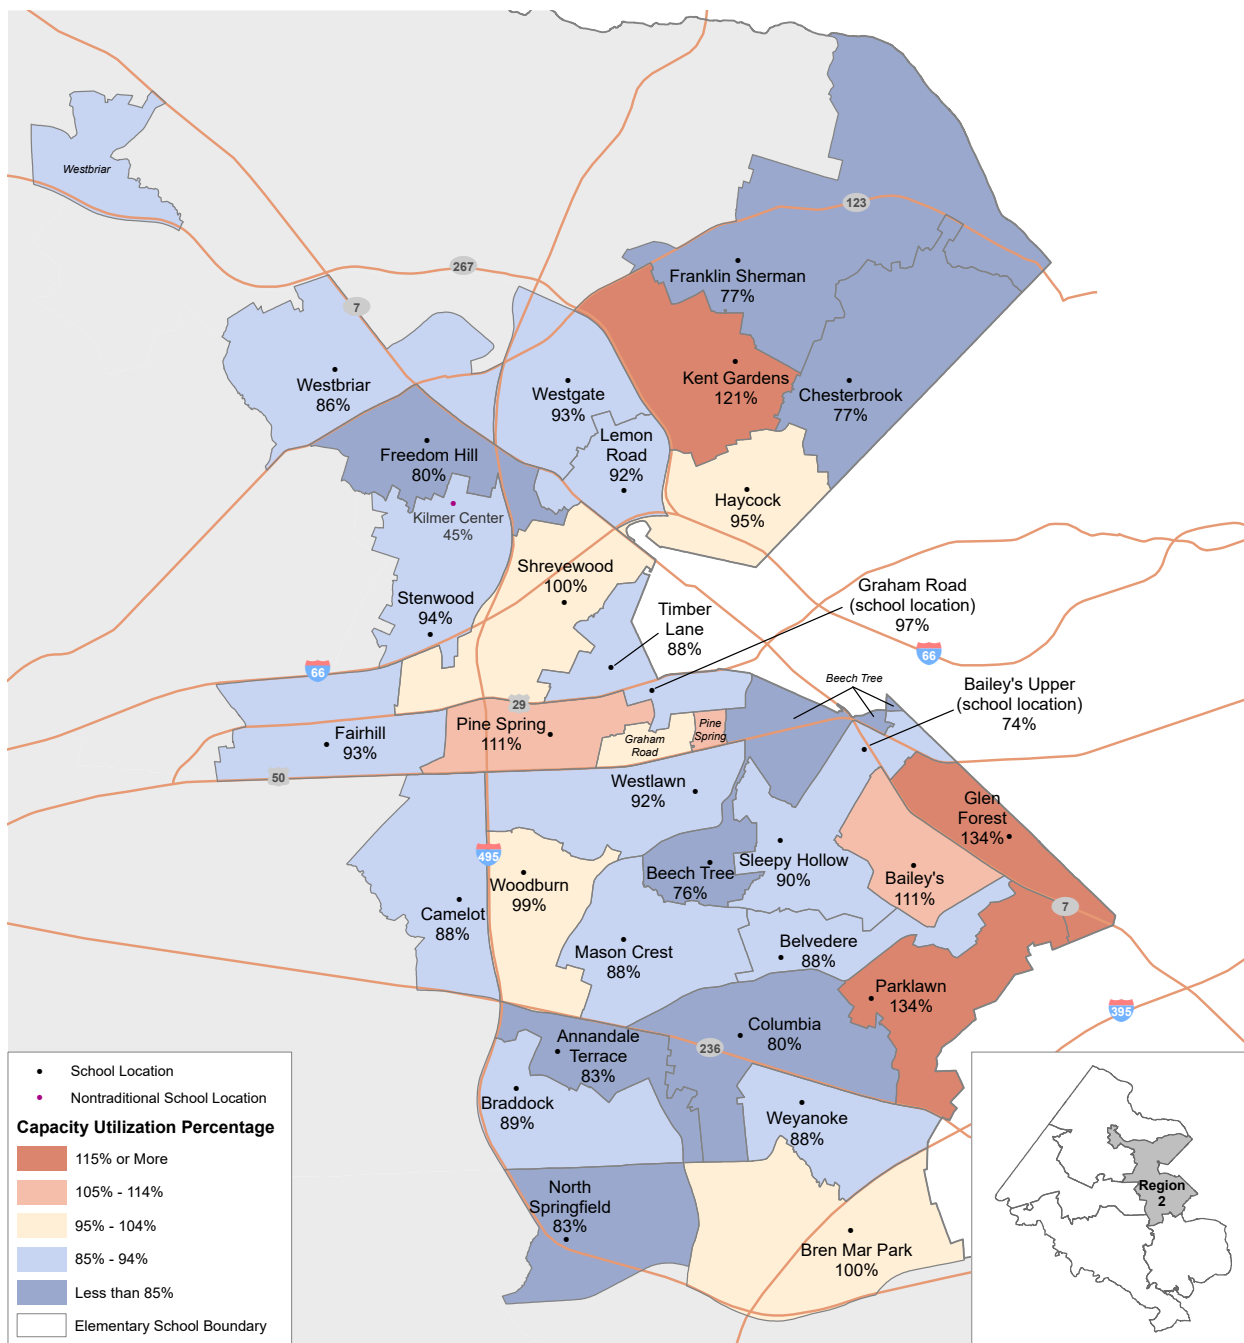 Westbriar
123
267
7
Franklin Sherman
77%
Westbriar
86%
Westgate
93%
Kent Gardens
121%
Chesterbrook
77%
Freedom Hill
80%
Lemon
Road
92%
Haycock
95%
Kilmer Center
45%
Shrevewood
100%
Stenwood
94%
Timber
Lane
88%
Graham Road
(school location)
97%
66
66
Beech Tree
Bailey's Upper
(school location)
74%
29
Pine Spring
111%
Pine
Spring
Graham
Road
Fairhill
93%
50
Westlawn
92%
Glen
Forest
134%
495
Woodburn
99%
Beech Tree
76%
Sleepy Hollow
90%
Bailey's
111%
Camelot
88%
7
Mason Crest
88%
Belvedere
88%
Parklawn
134%
395
Columbia
80%
236
Annandale
Terrace
83%
Braddock
89%
Weyanoke
88%
North
Springfield
83%
Bren Mar Park
100%
School Location
Nontraditional School Location
Capacity Utilization Percentage
115% or More
105% - 114%
95% - 104%
85% - 94%
Less than 85%
Elementary School Boundary
Region
2